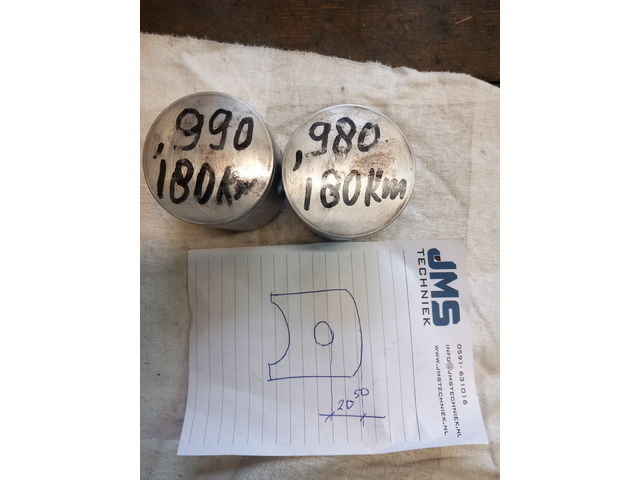 ,990
180Km
,980
180Km
JMS
TECHNIEK
0591-631016
INFO@JMSTECHNIEK.NL
WWW.JMSTECHNIEK.NL
20 50